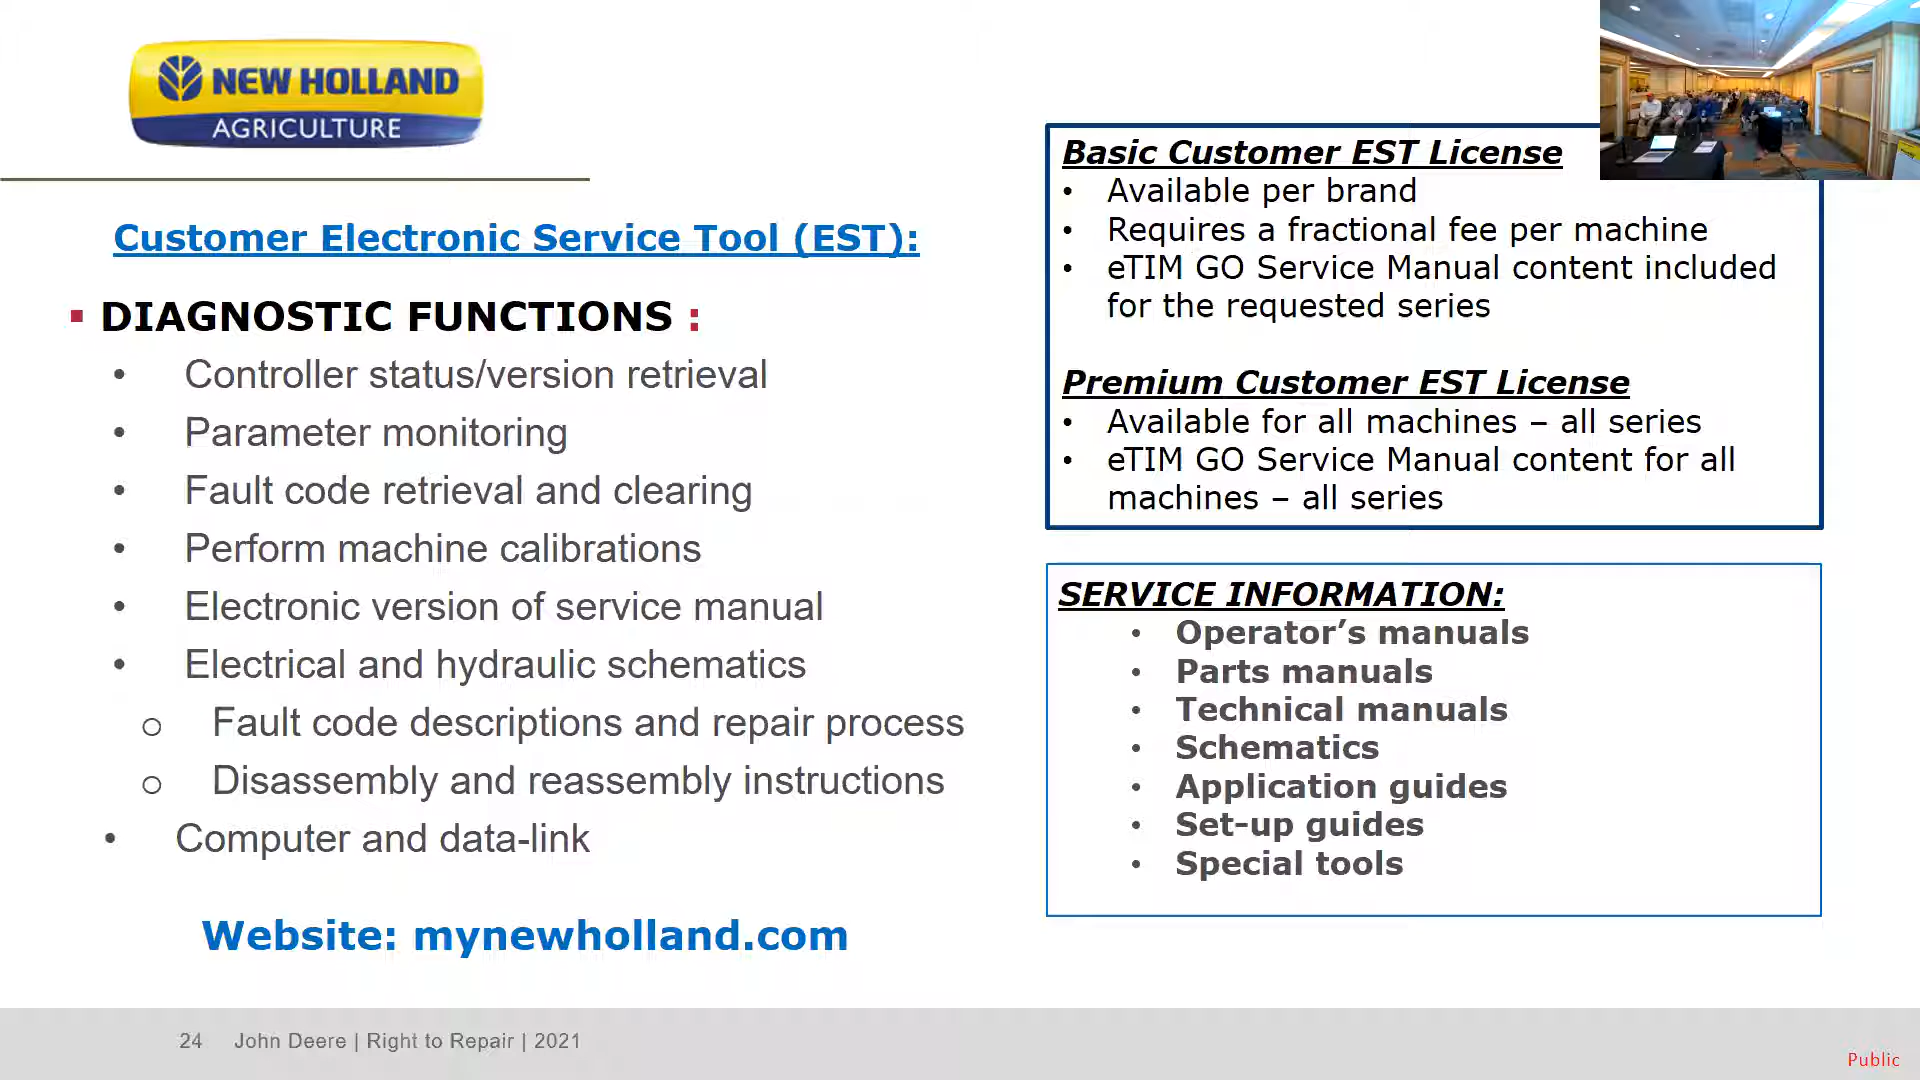 NEW HOLLAND
AGRICULTURE
Customer Electronic Service Tool (EST):
▪ DIAGNOSTIC FUNCTIONS :
• Controller status/version retrieval
• Parameter monitoring
• Fault code retrieval and clearing
• Perform machine calibrations
• Electronic version of service manual
• Electrical and hydraulic schematics
o Fault code descriptions and repair process
o Disassembly and reassembly instructions
• Computer and data-link
Website: mynewholland.com
Basic Customer EST License
• Available per brand
• Requires a fractional fee per machine
• eTIM GO Service Manual content included
for the requested series
Premium Customer EST License
• Available for all machines – all series
• eTIM GO Service Manual content for all
machines – all series
SERVICE INFORMATION:
• Operator’s manuals
• Parts manuals
• Technical manuals
• Schematics
• Application guides
• Set-up guides
• Special tools
24 John Deere | Right to Repair | 2021
Public